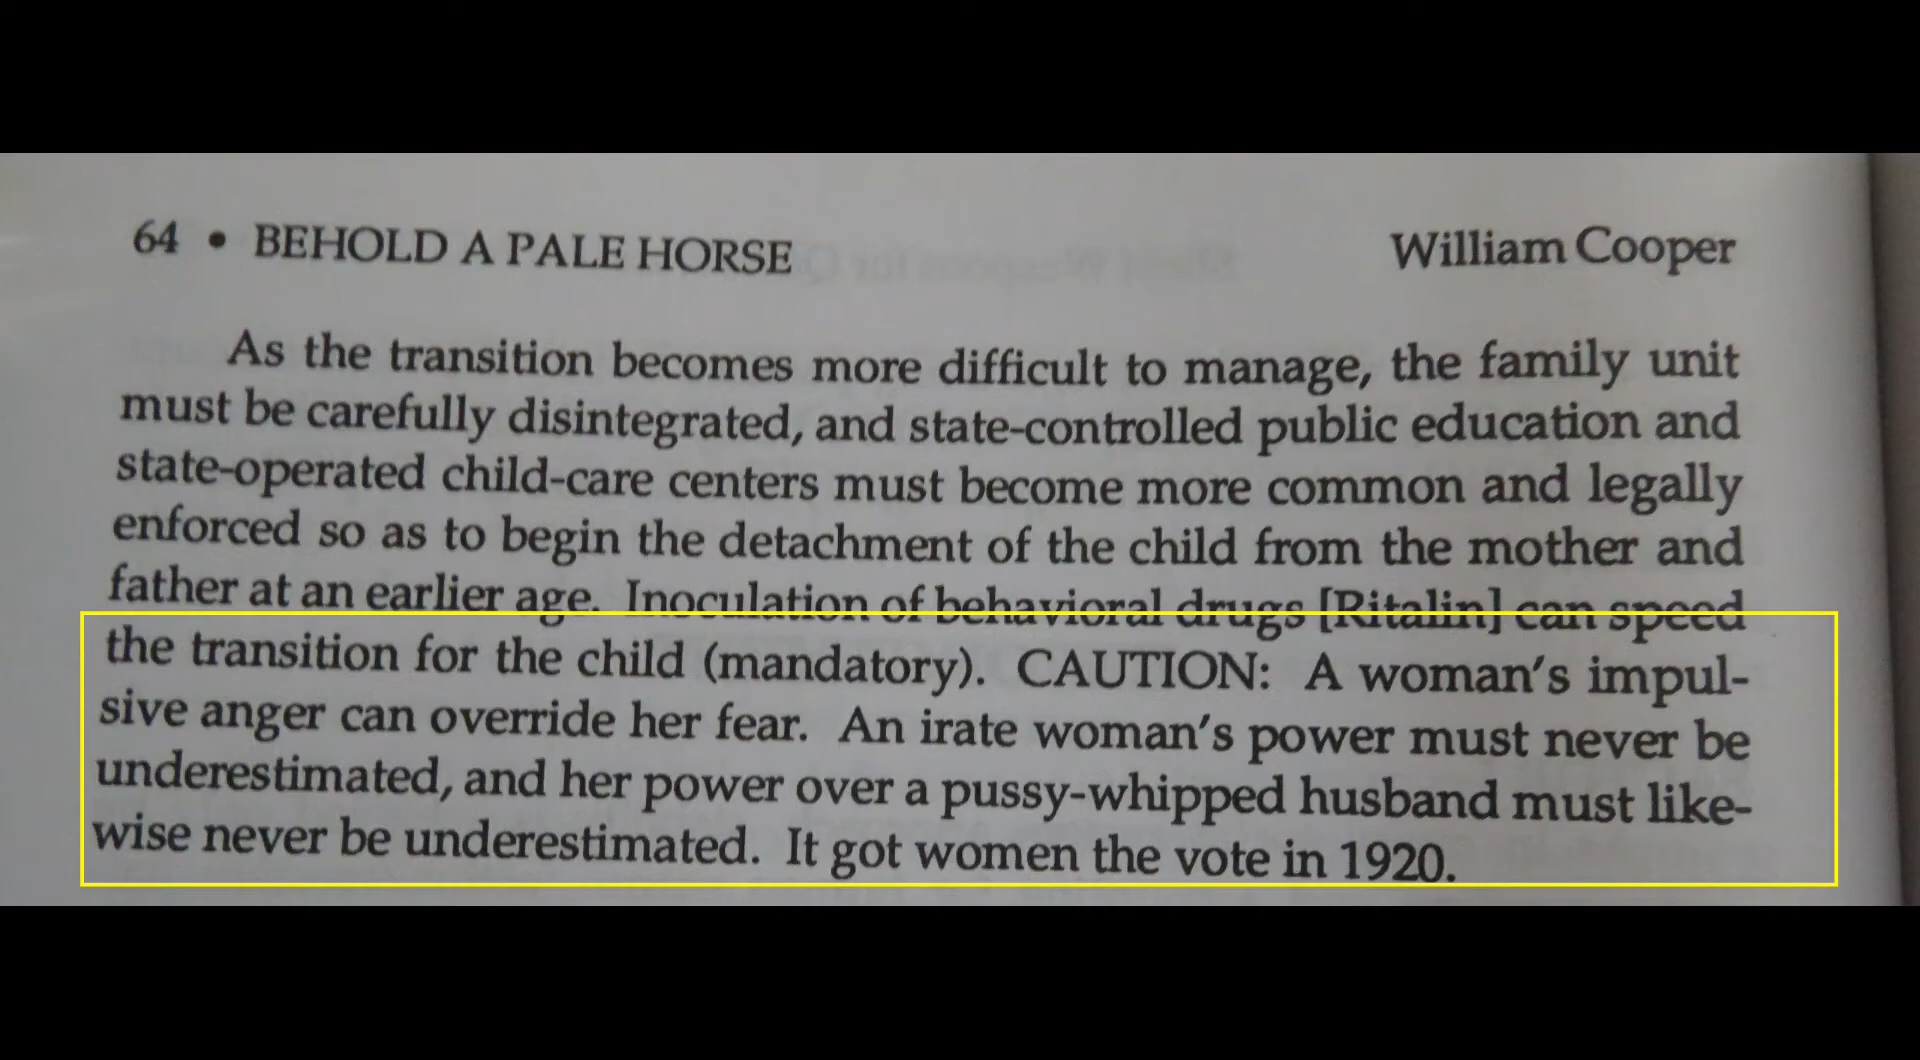 64 • BEHOLD A PALE HORSE William Cooper
As the transition becomes more difficult to manage, the family unit
must be carefully disintegrated, and state-controlled public education and
state-operated child-care centers must become more common and legally
enforced so as to begin the detachment of the child from the mother and
father at an earlier age. Inoculation of behavioral drugs [Ritalin] can speed
the transition for the child (mandatory). CAUTION: A woman's impul-
sive anger can override her fear. An irate woman's power must never be
underestimated, and her power over a pussy-whipped husband must like-
wise never be underestimated. It got women the vote in 1920.